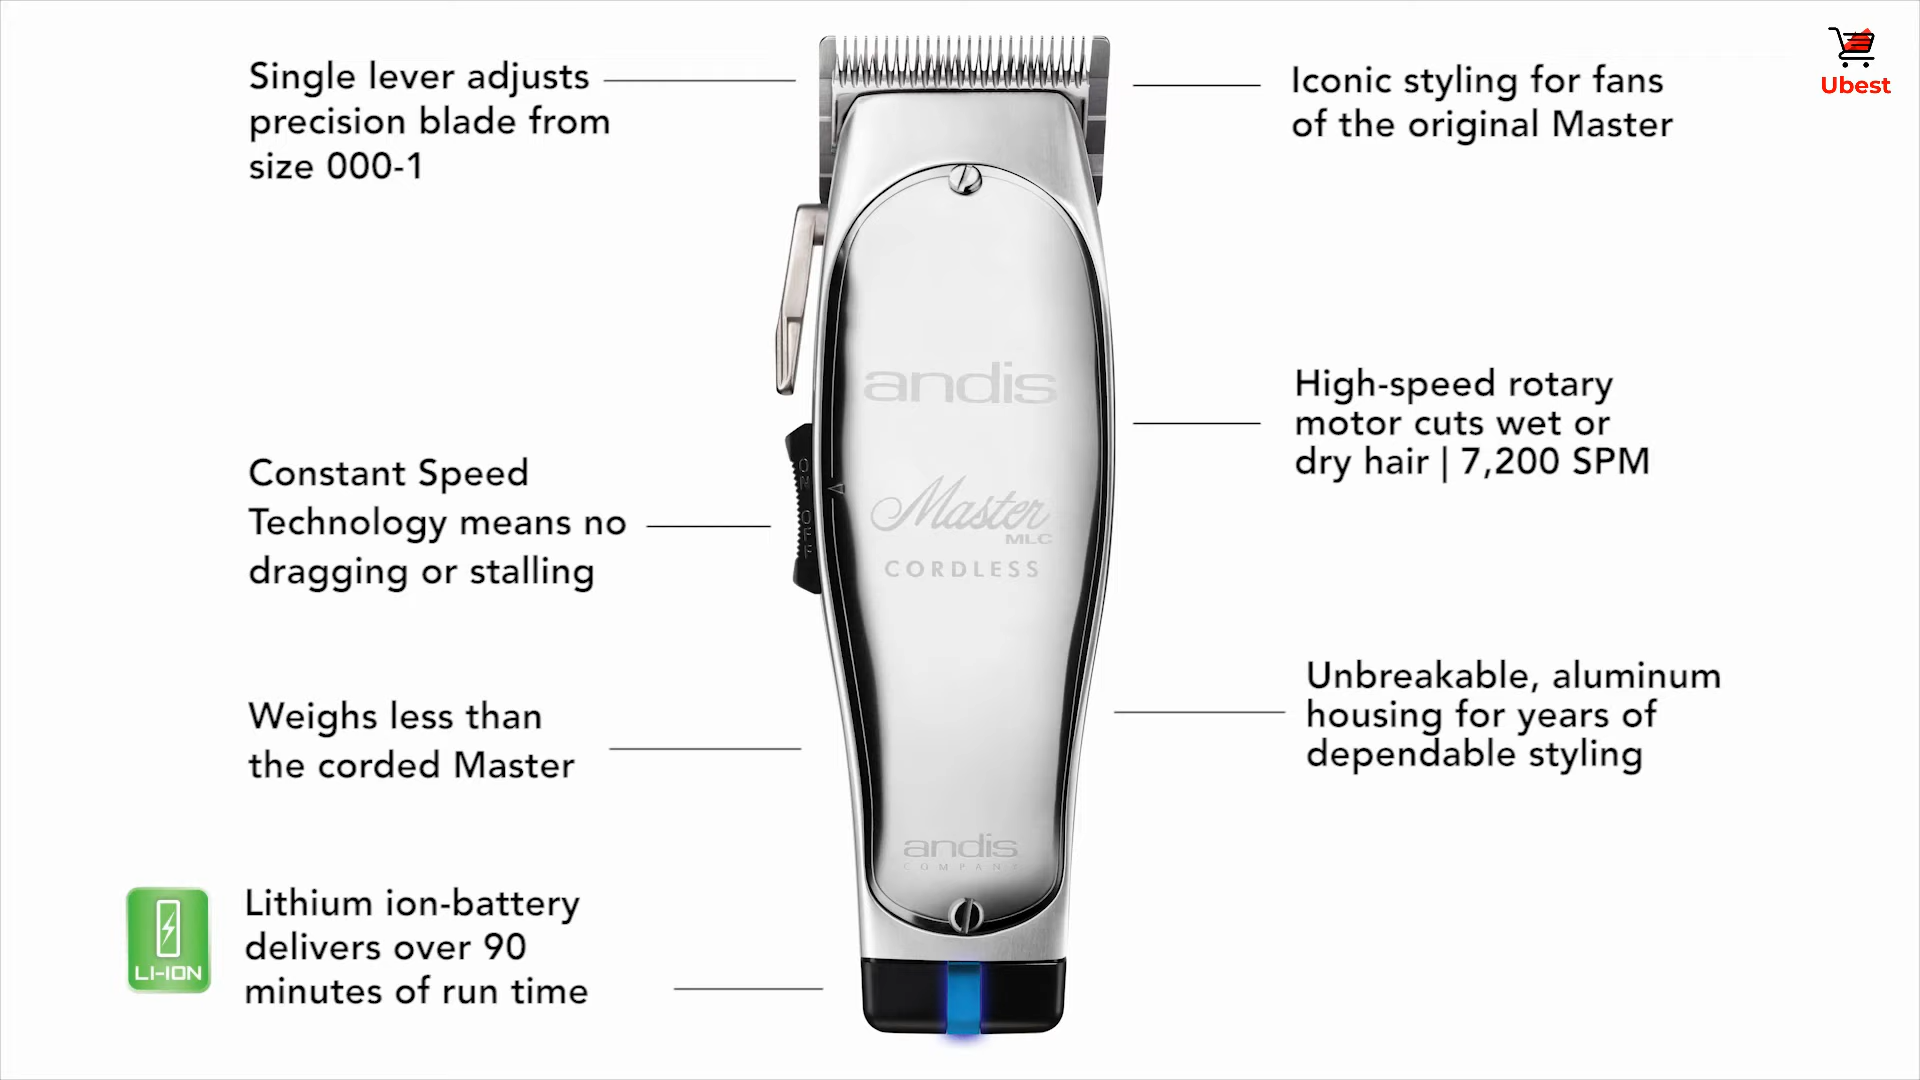 Single lever adjusts
precision blade from
size 000-1
Constant Speed
Technology means no
dragging or stalling
Weighs less than
the corded Master
LI-ION
Lithium ion-battery
delivers over 90
minutes of run time
andis
Master
MLC
CORDLESS
ON
OFF
andis
COMPANY
Iconic styling for fans
of the original Master
High-speed rotary
motor cuts wet or
dry hair | 7,200 SPM
Unbreakable, aluminum
housing for years of
dependable styling
Ubest